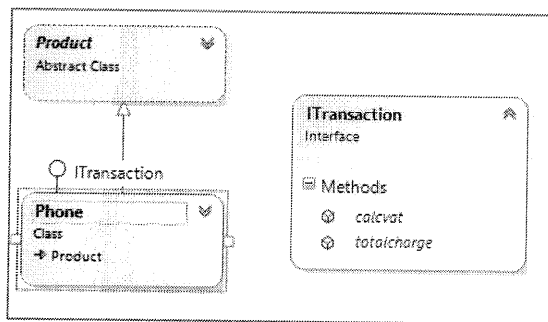 Product
Abstract Class
ITransaction
Phone
Class
Product
ITransaction
Interface
Methods
calcvat
totalcharge